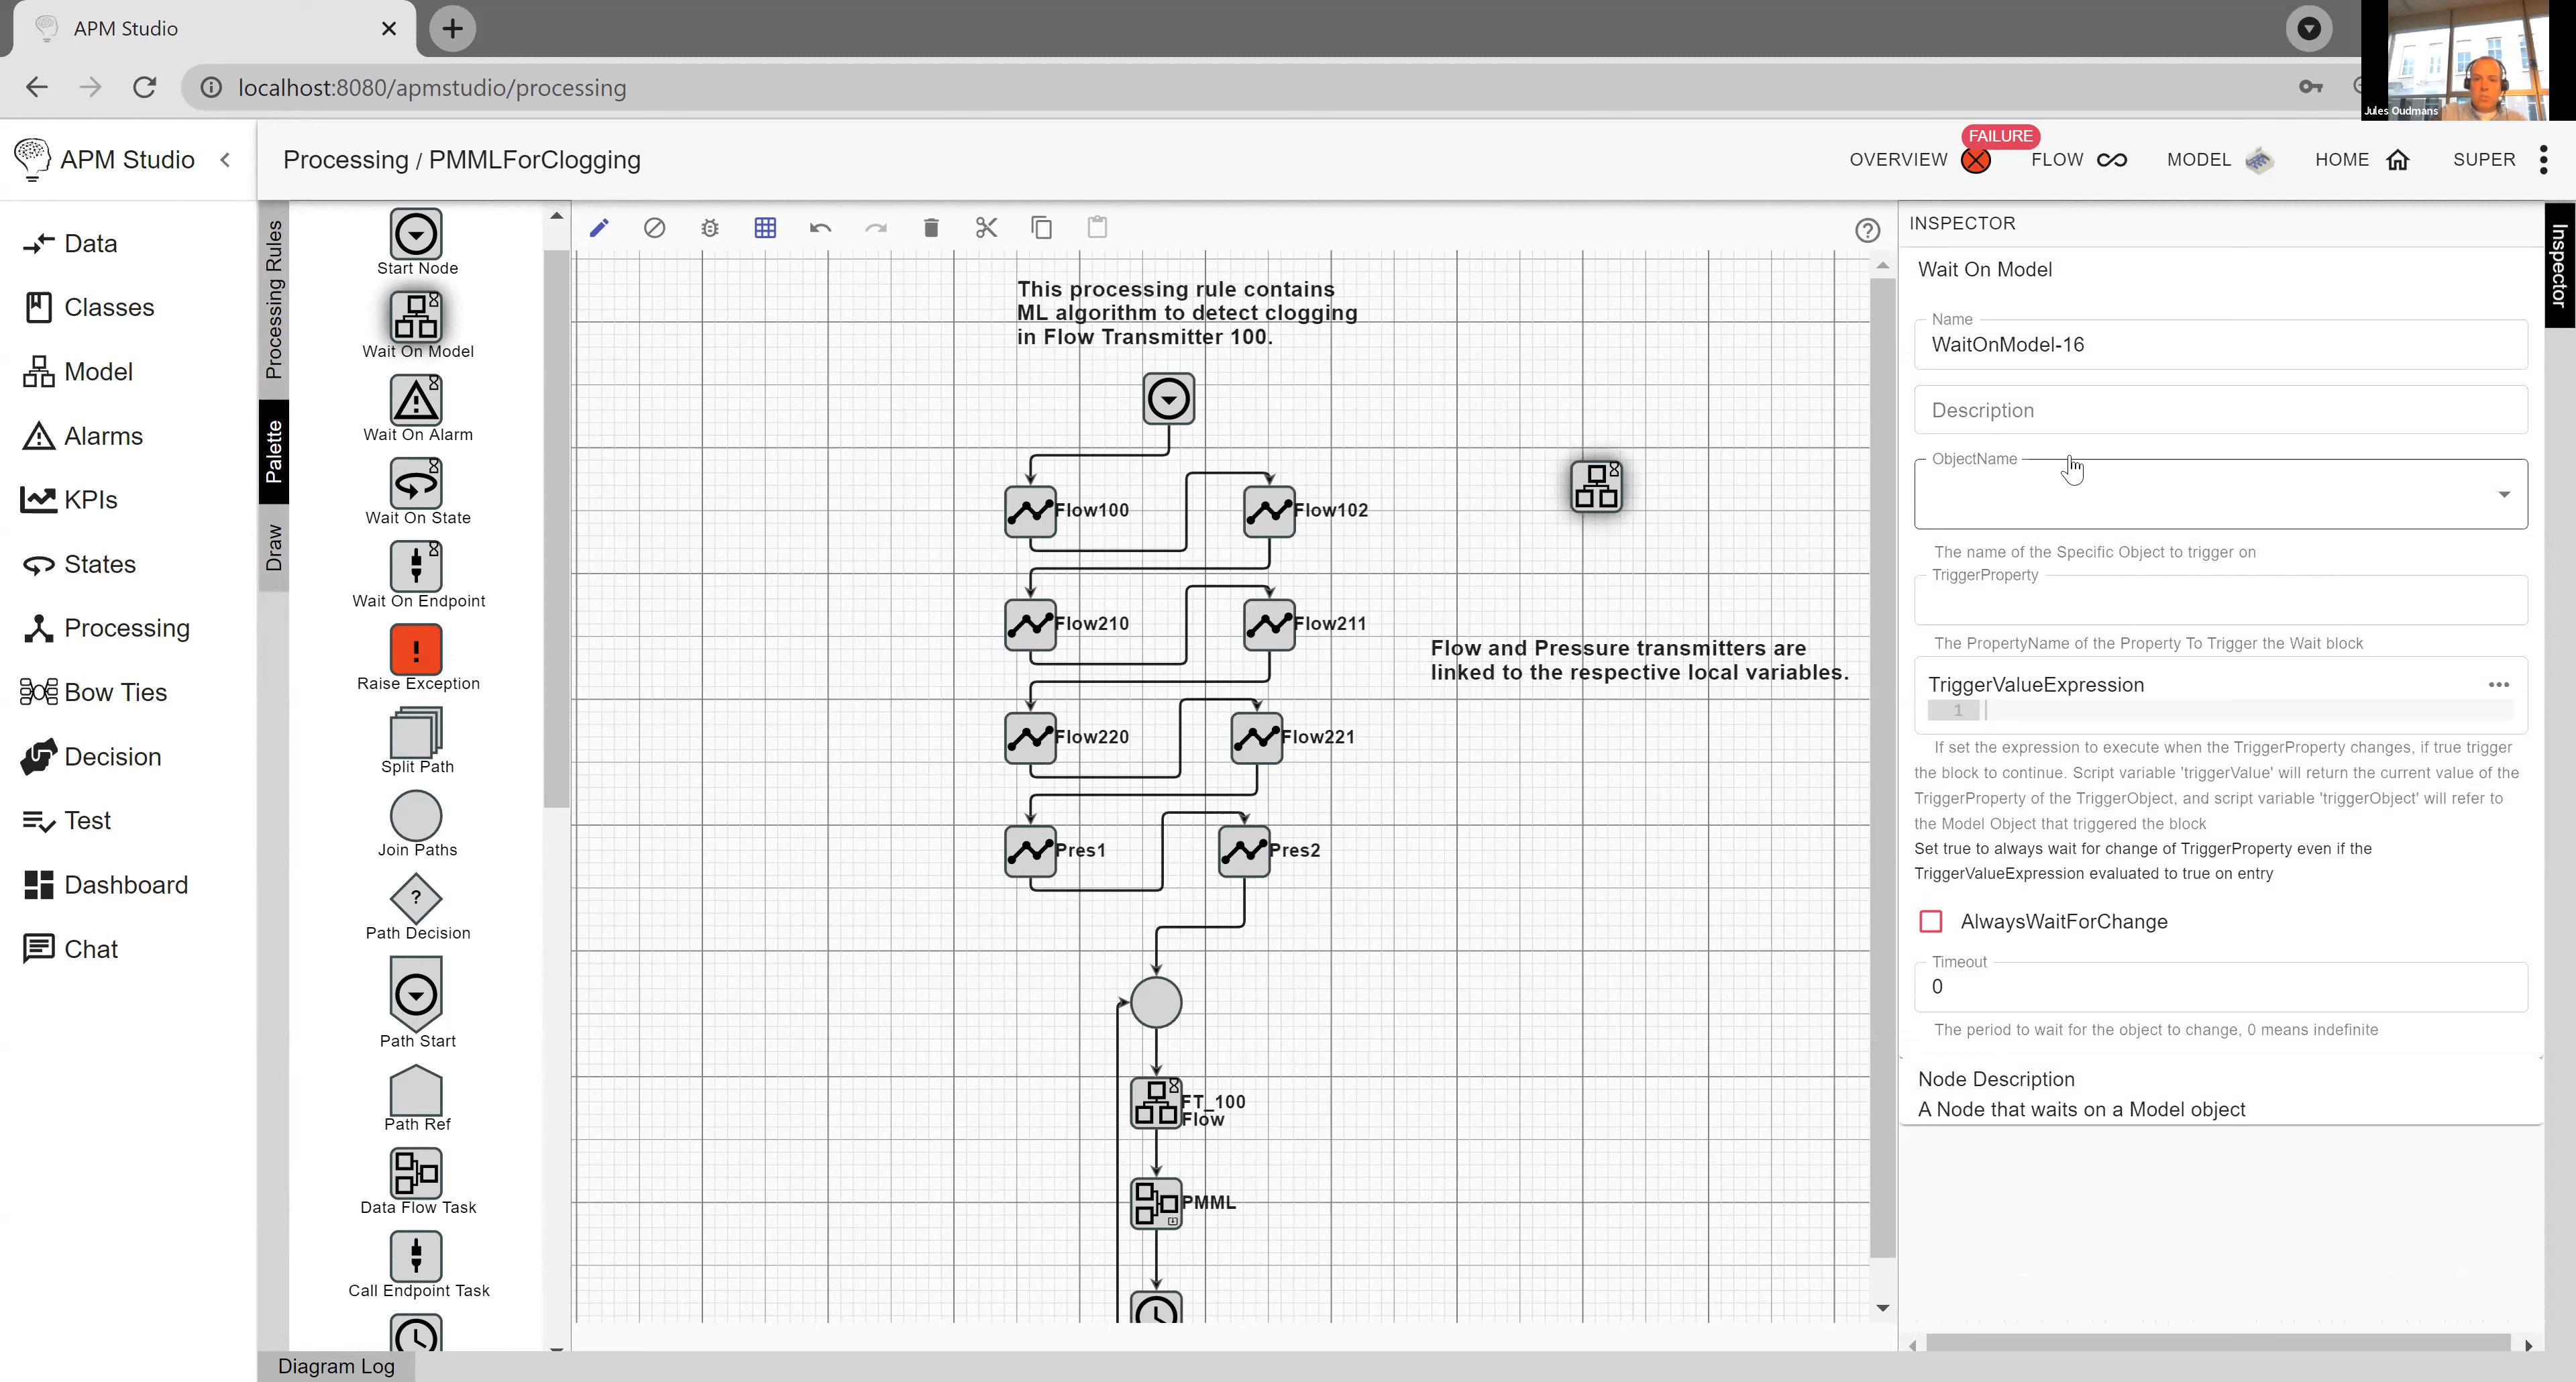 APM Studio
localhost:8080/apmstudio/processing
Jules Oudmans
APM Studio
Processing / PMMLForClogging
OVERVIEW
FAILURE
FLOW
MODEL
HOME
SUPER
Data
Classes
Model
Alarms
KPIs
States
Processing
Bow Ties
Decision
Test
Dashboard
Chat
Processing Rules
Palette
Draw
Start Node
Wait On Model
Wait On Alarm
Wait On State
Wait On Endpoint
!
Raise Exception
Split Path
Join Paths
?
Path Decision
Path Start
Path Ref
Data Flow Task
Call Endpoint Task
This processing rule contains
ML algorithm to detect clogging
in Flow Transmitter 100.
Flow100
Flow102
Flow210
Flow211
Flow220
Flow221
Pres1
Pres2
FT_100
Flow
PMML
Flow and Pressure transmitters are
linked to the respective local variables.
INSPECTOR
Inspector
Wait On Model
Name
WaitOnModel-16
Description
ObjectName
The name of the Specific Object to trigger on
TriggerProperty
The PropertyName of the Property To Trigger the Wait block
TriggerValueExpression
1
If set the expression to execute when the TriggerProperty changes, if true trigger
the block to continue. Script variable 'triggerValue' will return the current value of the
TriggerProperty of the TriggerObject, and script variable 'triggerObject' will refer to
the Model Object that triggered the block
Set true to always wait for change of TriggerProperty even if the
TriggerValueExpression evaluated to true on entry
AlwaysWaitForChange
Timeout
0
The period to wait for the object to change, 0 means indefinite
Node Description
A Node that waits on a Model object
Diagram Log